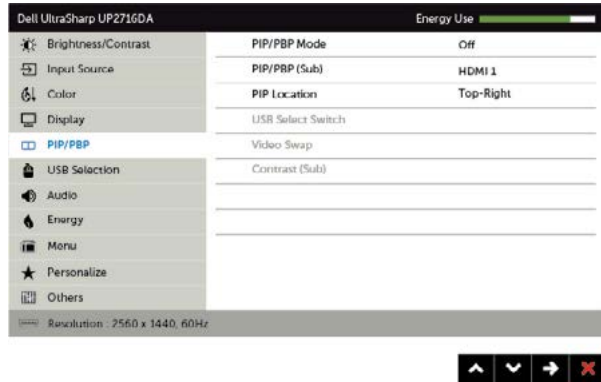 Dell UltraSharp UP2716DA Energy Use
Brightness/Contrast PIP/PBP Mode Off
Input Source PIP/PBP (Sub) HDMI 1
Color PIP Location Top-Right
Display USB Select Switch
PIP/PBP Video Swap
USB Selection Contrast (Sub)
Audio
Energy
Menu
Personalize
Others
Resolution : 2560 x 1440, 60Hz